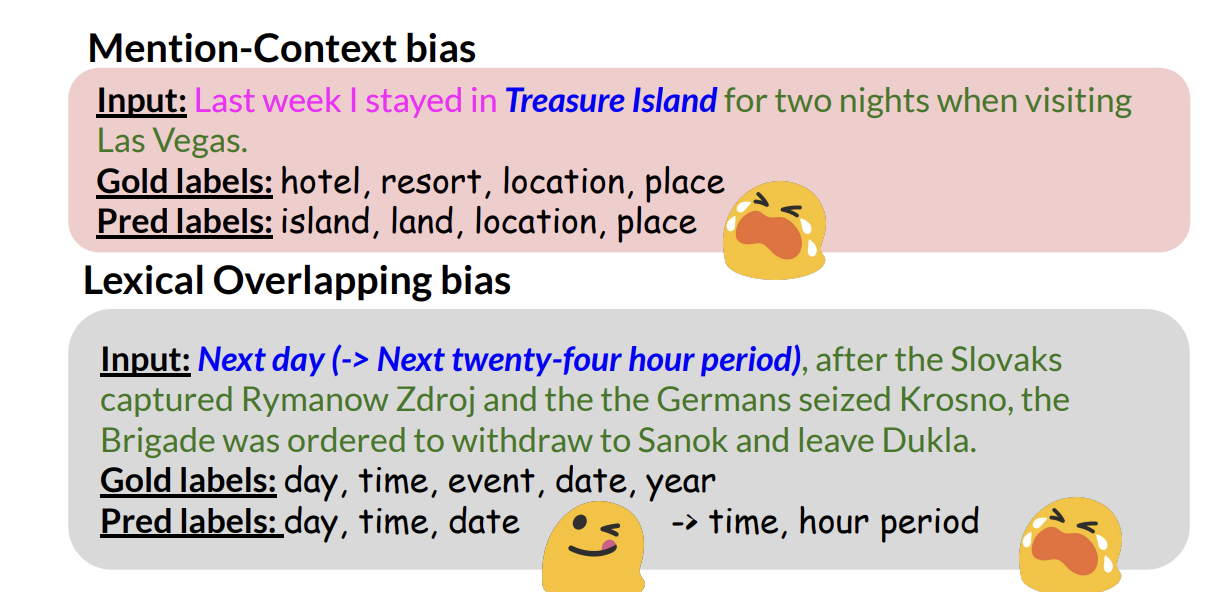 Mention-Context bias
Input: Last week I stayed in Treasure Island for two nights when visiting
Las Vegas.
Gold labels: hotel, resort, location, place
Pred labels: island, land, location, place
Lexical Overlapping bias
Input: Next day (-> Next twenty-four hour period), after the Slovaks
captured Rymanow Zdroj and the the Germans seized Krosno, the
Brigade was ordered to withdraw to Sanok and leave Dukla.
Gold labels: day, time, event, date, year
Pred labels: day, time, date -> time, hour period